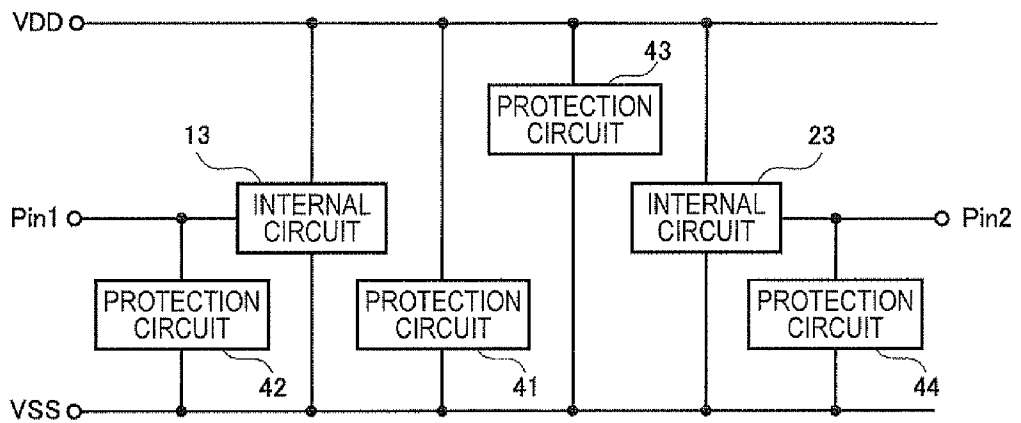 VDD
43
PROTECTION
CIRCUIT
13
23
INTERNAL
CIRCUIT
INTERNAL
CIRCUIT
Pin1
Pin2
PROTECTION
CIRCUIT
PROTECTION
CIRCUIT
PROTECTION
CIRCUIT
42
41
44
VSS